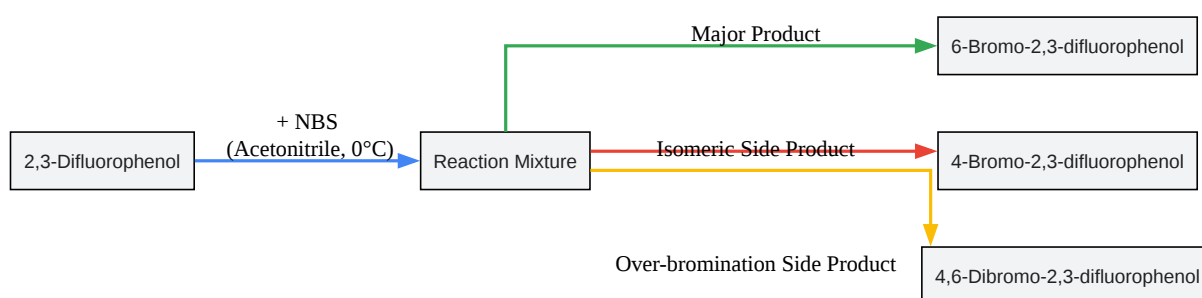 Major Product
6-Bromo-2,3-difluorophenol
+ NBS
(Acetonitrile, 0°C)
2,3-Difluorophenol
Reaction Mixture
Isomeric Side Product
4-Bromo-2,3-difluorophenol
Over-bromination Side Product
4,6-Dibromo-2,3-difluorophenol